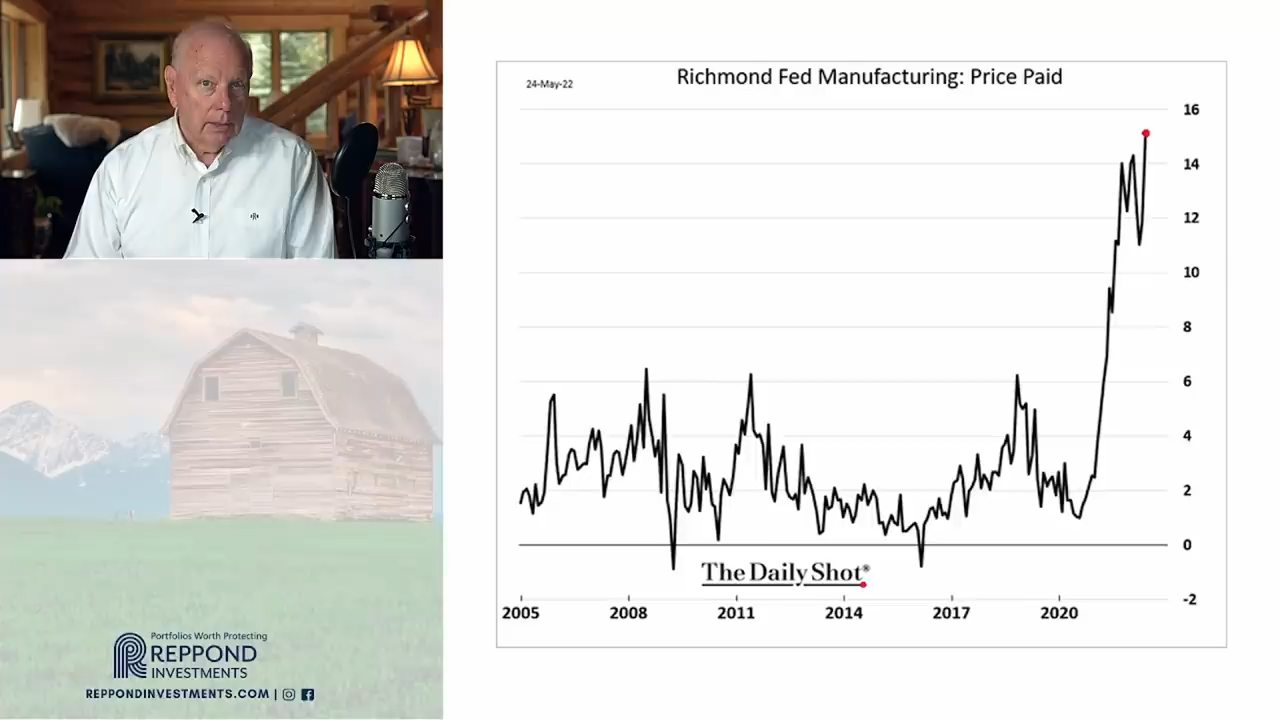 24-May-22
Richmond Fed Manufacturing: Price Paid
16
14
12
10
8
6
4
2
0
-2
The Daily Shot®
2005 2008 2011 2014 2017 2020
Portfolios Worth Protecting
REPPOND
INVESTMENTS
REPPONDINVESTMENTS.COM |